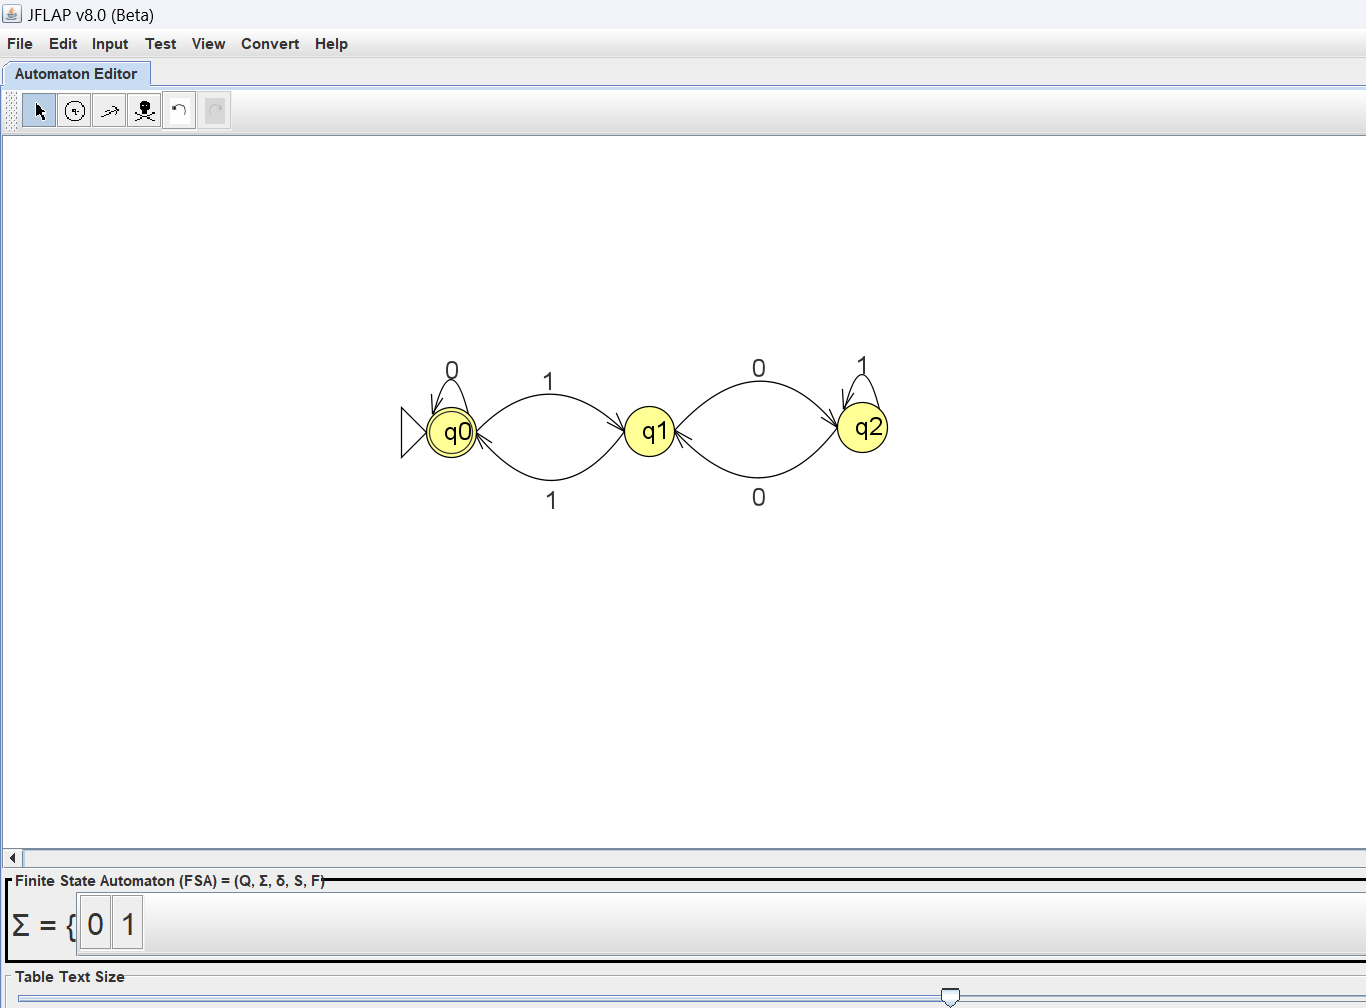 JFLAP v8.0 (Beta)
File Edit Input Test View Convert Help
Automaton Editor
0 1 0 1
q0 q1 q2
1 0
Finite State Automaton (FSA) = (Q, Σ, δ, S, F)
Σ = { 0 1
Table Text Size